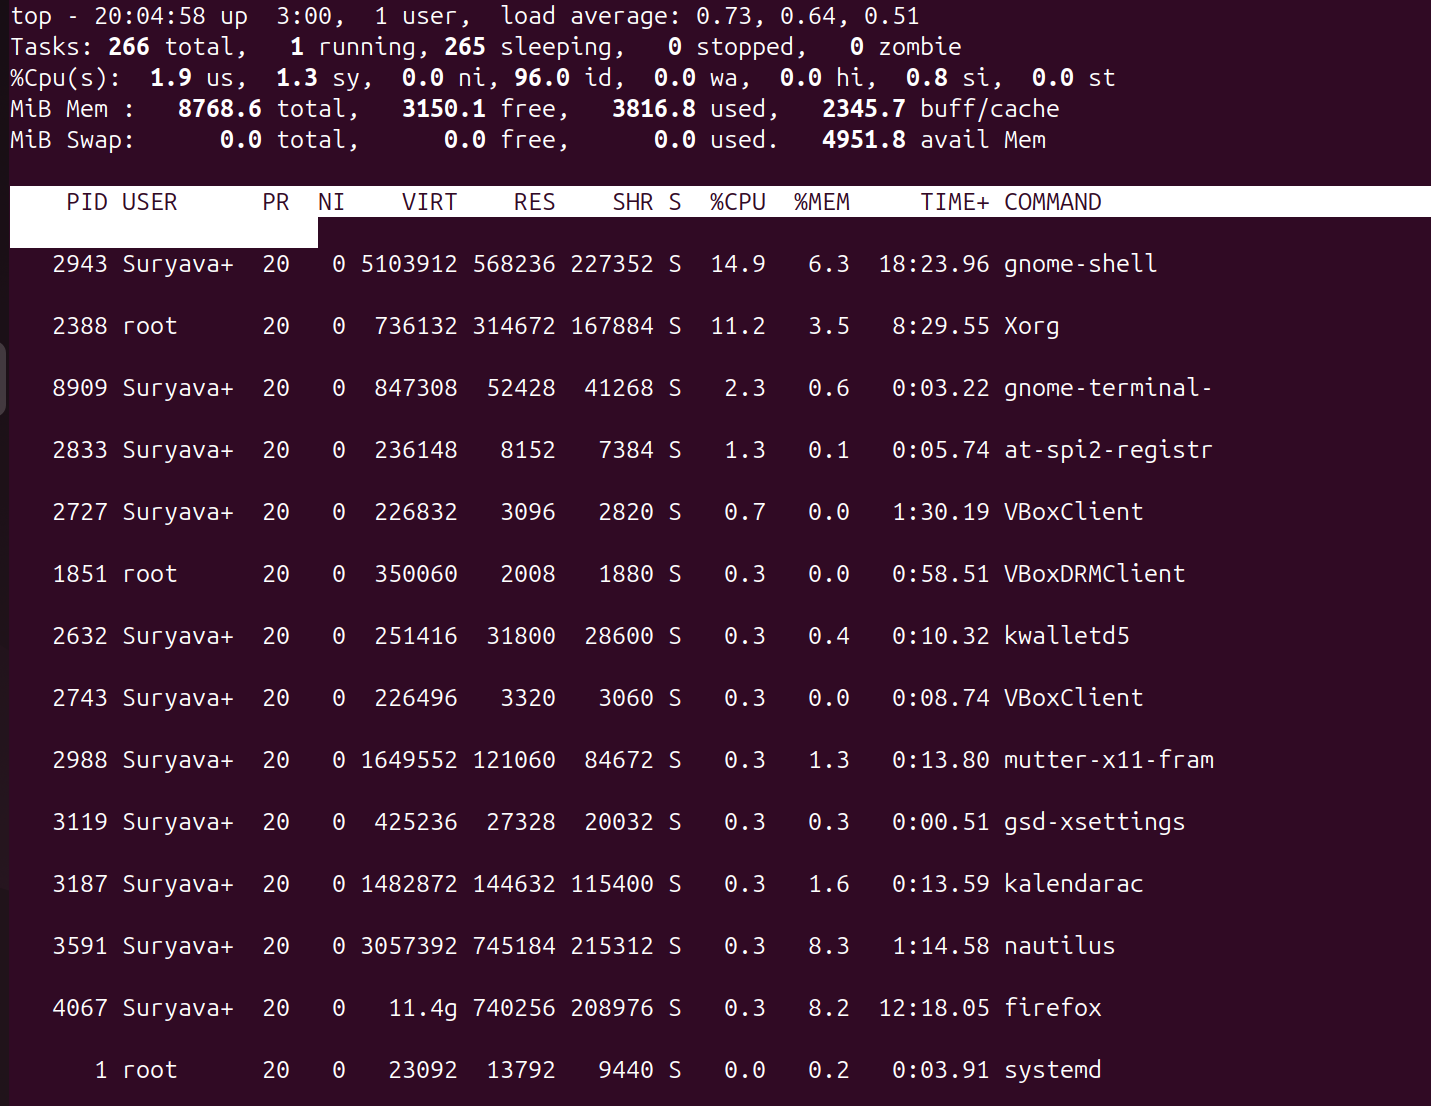 top - 20:04:58 up  3:00,  1 user,  load average: 0.73, 0.64, 0.51
Tasks: 266 total,   1 running, 265 sleeping,   0 stopped,   0 zombie
%Cpu(s):  1.9 us,  1.3 sy,  0.0 ni, 96.0 id,  0.0 wa,  0.0 hi,  0.8 si,  0.0 st
MiB Mem :   8768.6 total,   3150.1 free,   3816.8 used,   2345.7 buff/cache
MiB Swap:      0.0 total,      0.0 free,      0.0 used.   4951.8 avail Mem
    PID USER      PR  NI    VIRT    RES    SHR S  %CPU  %MEM     TIME+ COMMAND
   2943 Suryava+  20   0 5103912 568236 227352 S  14.9   6.3  18:23.96 gnome-shell
   2388 root      20   0  736132 314672 167884 S  11.2   3.5   8:29.55 Xorg
   8909 Suryava+  20   0  847308  52428  41268 S   2.3   0.6   0:03.22 gnome-terminal-
   2833 Suryava+  20   0  236148   8152   7384 S   1.3   0.1   0:05.74 at-spi2-registr
   2727 Suryava+  20   0  226832   3096   2820 S   0.7   0.0   1:30.19 VBoxClient
   1851 root      20   0  350060   2008   1880 S   0.3   0.0   0:58.51 VBoxDRMClient
   2632 Suryava+  20   0  251416  31800  28600 S   0.3   0.4   0:10.32 kwalletd5
   2743 Suryava+  20   0  226496   3320   3060 S   0.3   0.0   0:08.74 VBoxClient
   2988 Suryava+  20   0 1649552 121060  84672 S   0.3   1.3   0:13.80 mutter-x11-fram
   3119 Suryava+  20   0  425236  27328  20032 S   0.3   0.3   0:00.51 gsd-xsettings
   3187 Suryava+  20   0 1482872 144632 115400 S   0.3   1.6   0:13.59 kalendarac
   3591 Suryava+  20   0 3057392 745184 215312 S   0.3   8.3   1:14.58 nautilus
   4067 Suryava+  20   0   11.4g 740256 208976 S   0.3   8.2  12:18.05 firefox
      1 root      20   0   23092  13792   9440 S   0.0   0.2   0:03.91 systemd